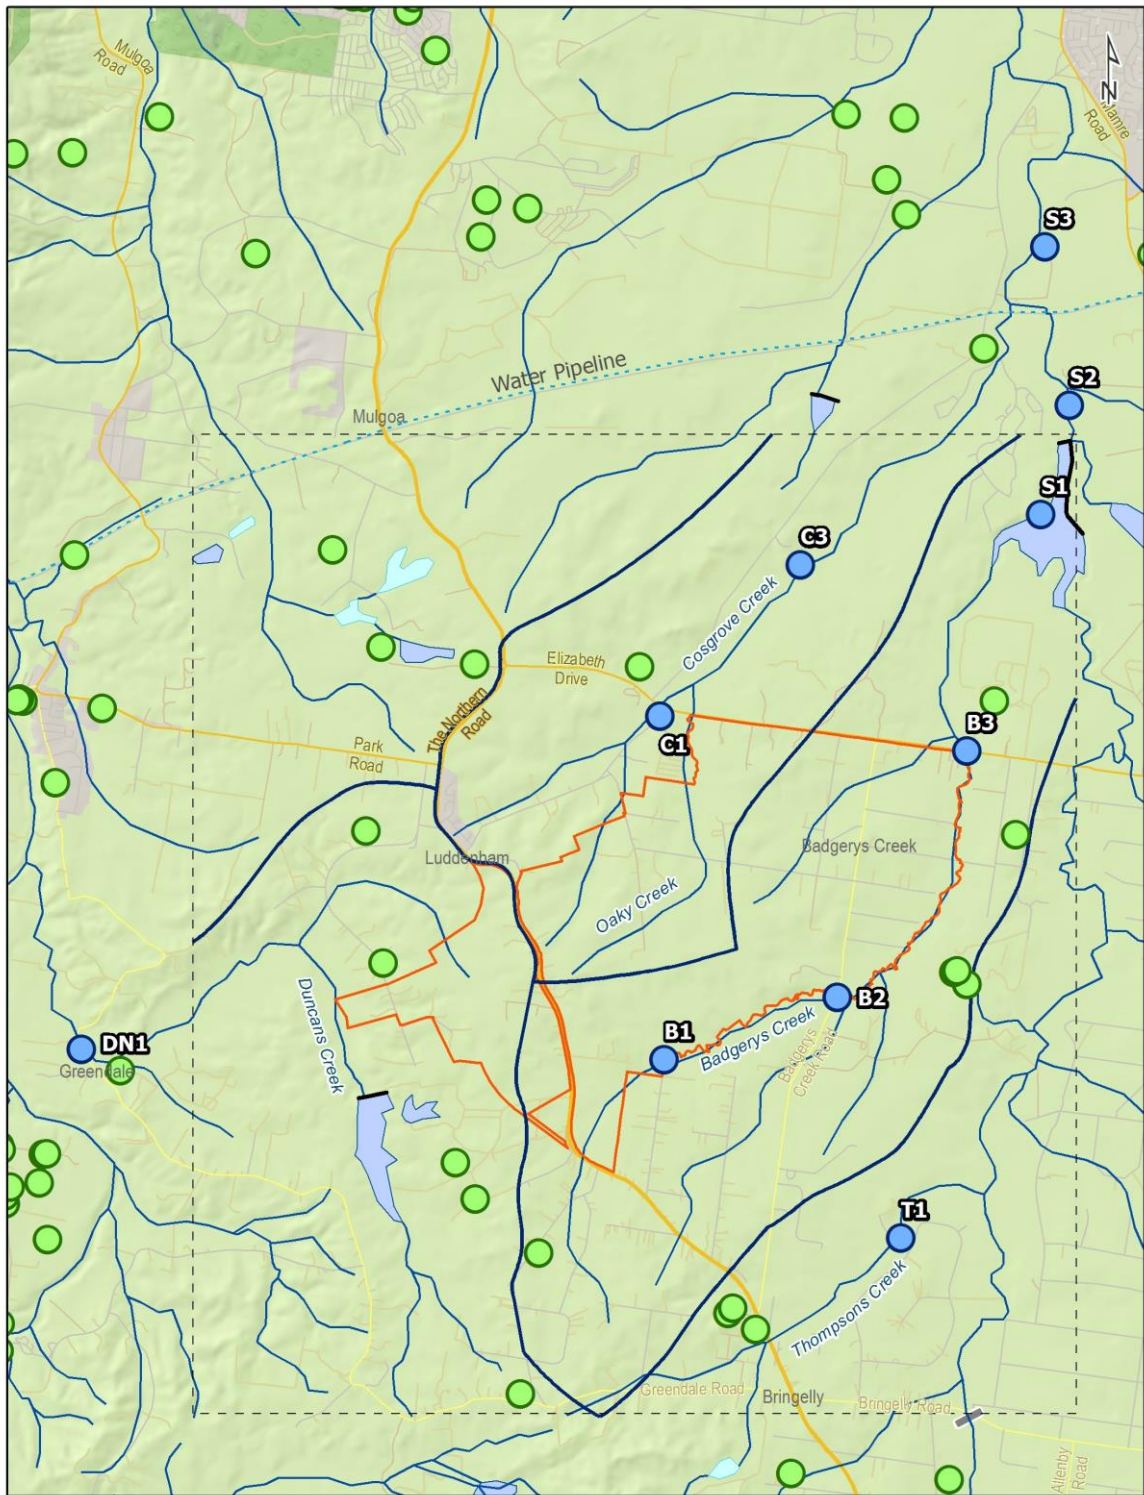 Mulgoa
Road
N
Mamre
Road
S3
Water Pipeline
S2
Mulgoa
S1
C3
Cosgrove Creek
Elizabeth
Drive
The Northern
Road
C1
B3
Park
Road
Badgerys Creek
Luddenham
Oaky Creek
Duncans Creek
B2
DN1
B1
Badgerys Creek
Badgerys
Creek Road
Greendale
T1
Thompsons Creek
Greendale Road
Bringelly
Bringelly Road
Allenby
Road